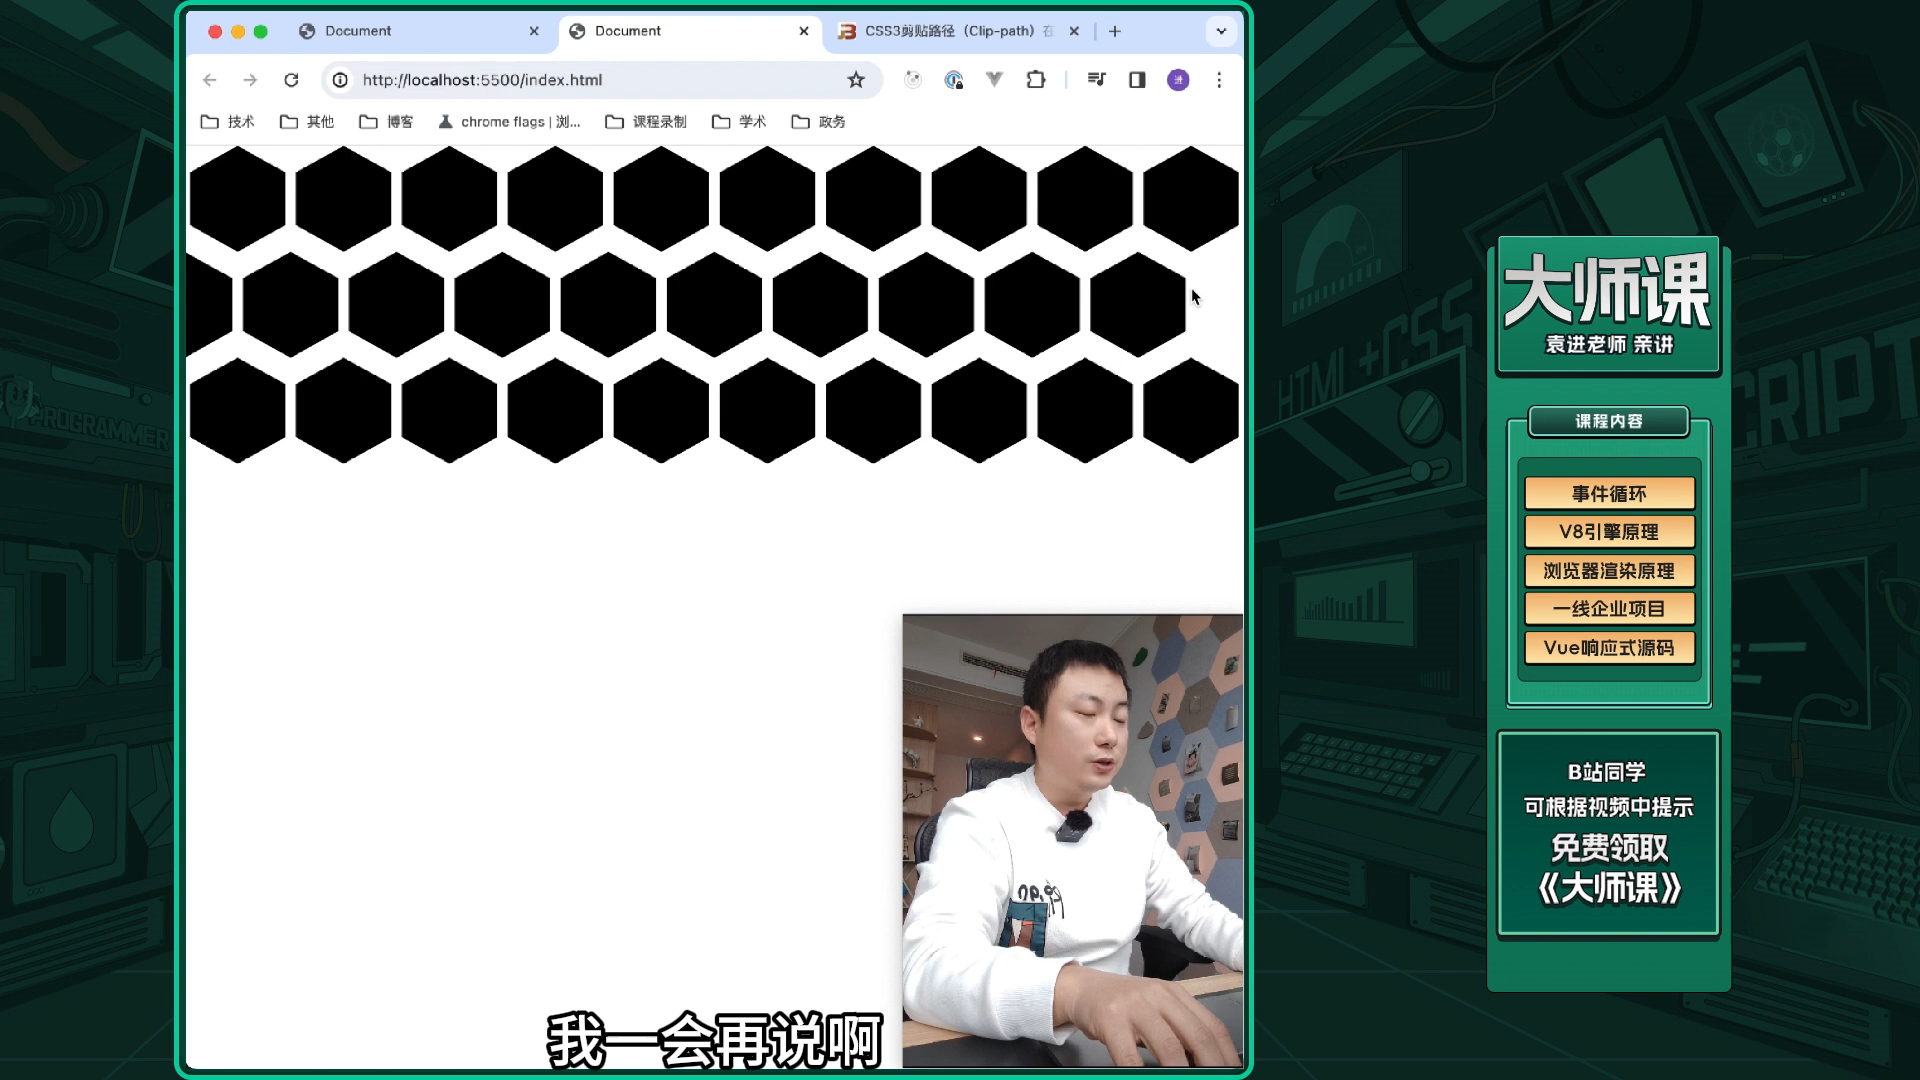 Document
Document
CSS3剪贴路径（Clip-path）在
http://localhost:5500/index.html
进
技术
其他
博客
chrome flags | 浏...
课程录制
学术
政务
大师课
袁进老师 亲讲
课程内容
事件循环
V8引擎原理
浏览器渲染原理
一线企业项目
Vue响应式源码
B站同学
可根据视频中提示
免费领取
《大师课》
HTML +CSS
PROGRAMMER
我一会再说啊